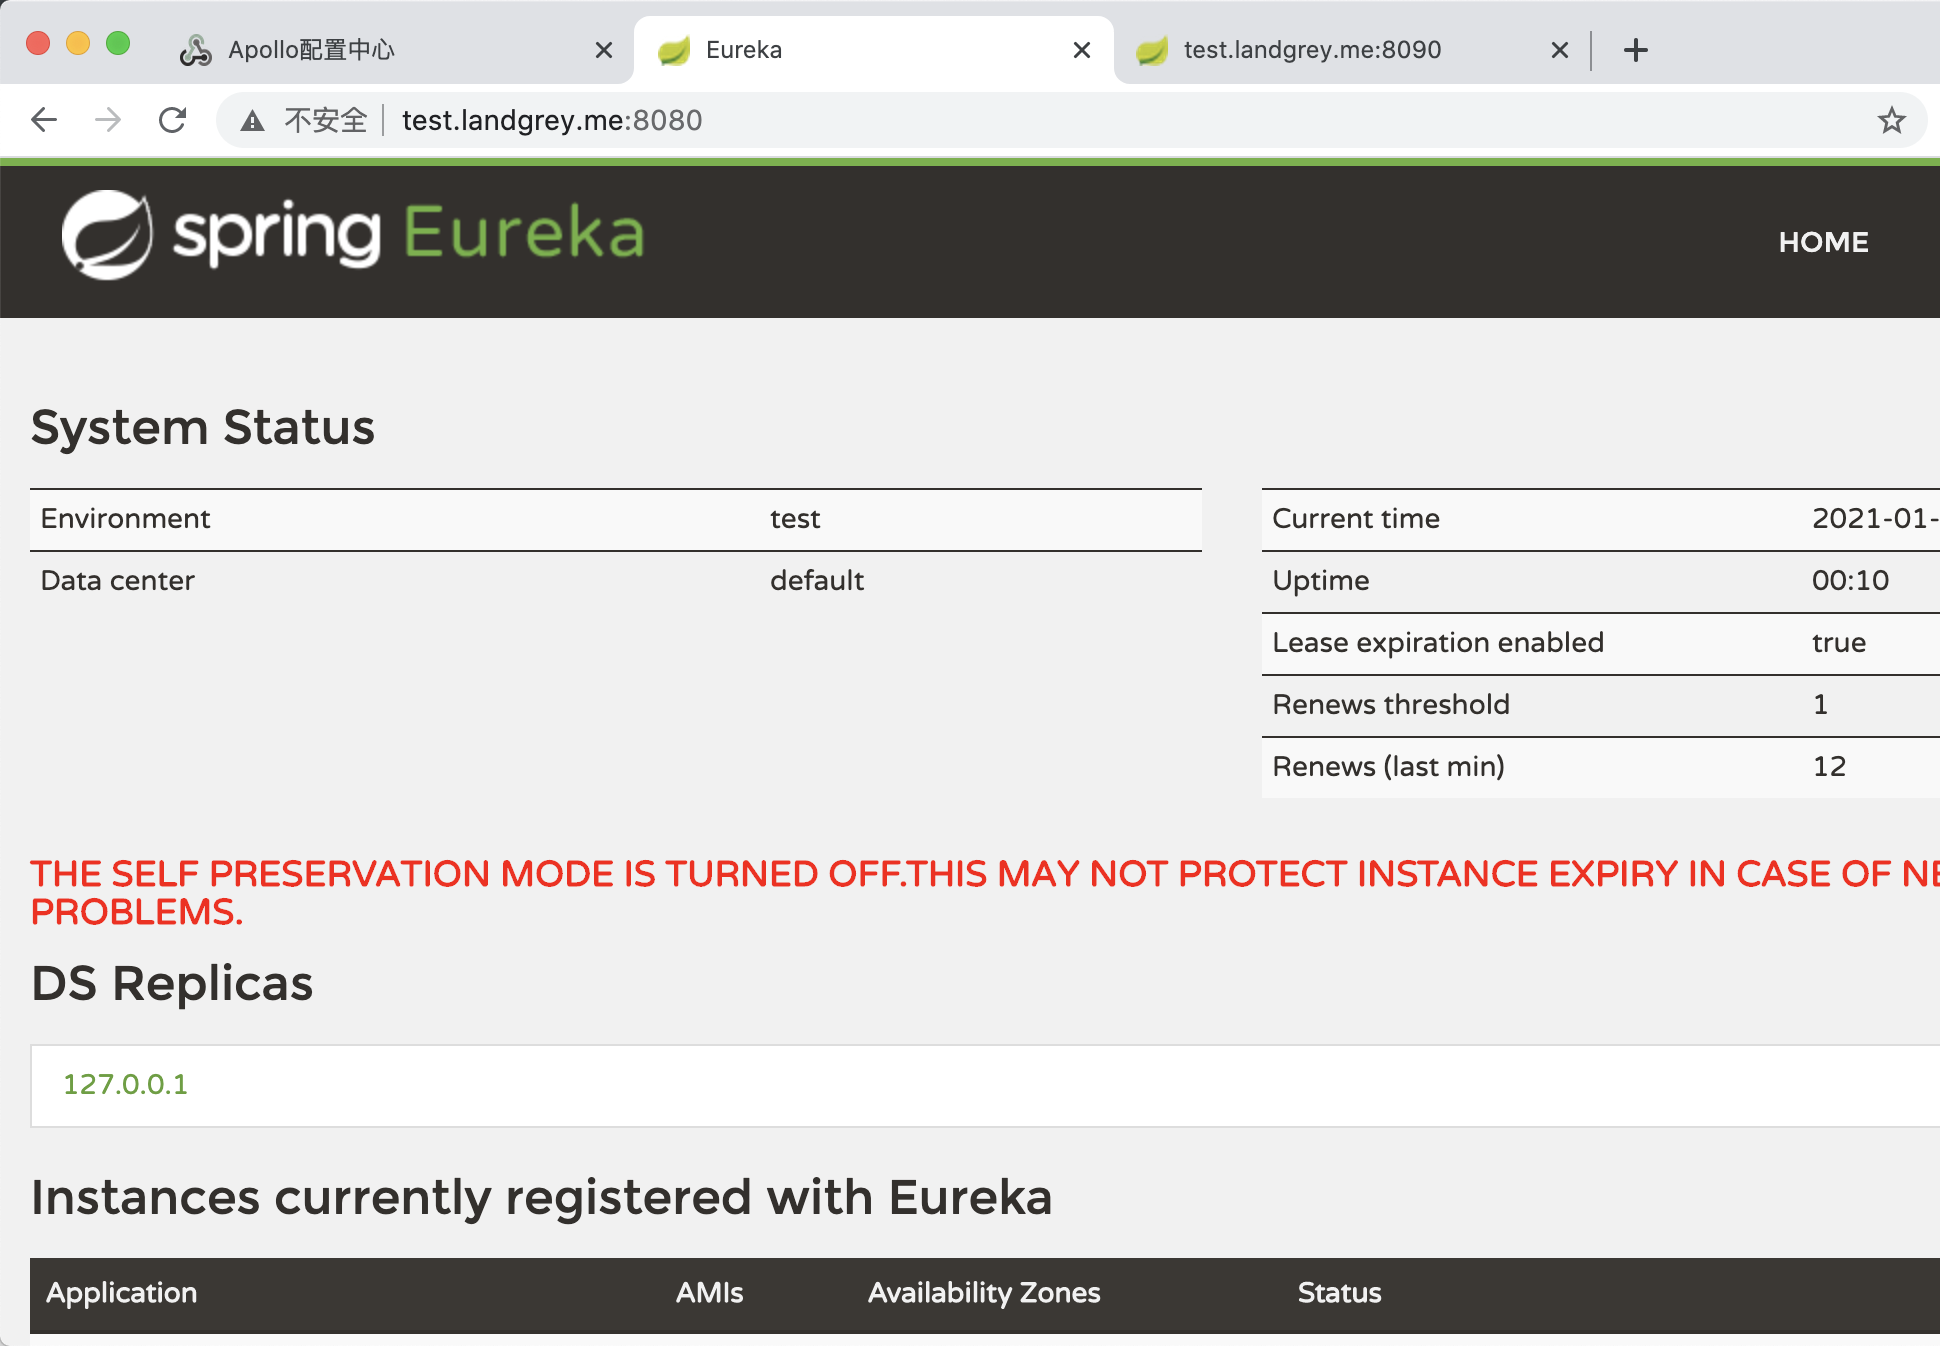 Apollo配置中心
Eureka
test.landgrey.me:8090
不安全
test.landgrey.me:8080
spring Eureka
HOME
System Status
Environment test
Data center default
Current time 2021-01-
Uptime 00:10
Lease expiration enabled true
Renews threshold 1
Renews (last min) 12
THE SELF PRESERVATION MODE IS TURNED OFF.THIS MAY NOT PROTECT INSTANCE EXPIRY IN CASE OF
PROBLEMS.
DS Replicas
127.0.0.1
Instances currently registered with Eureka
Application AMIs Availability Zones Status